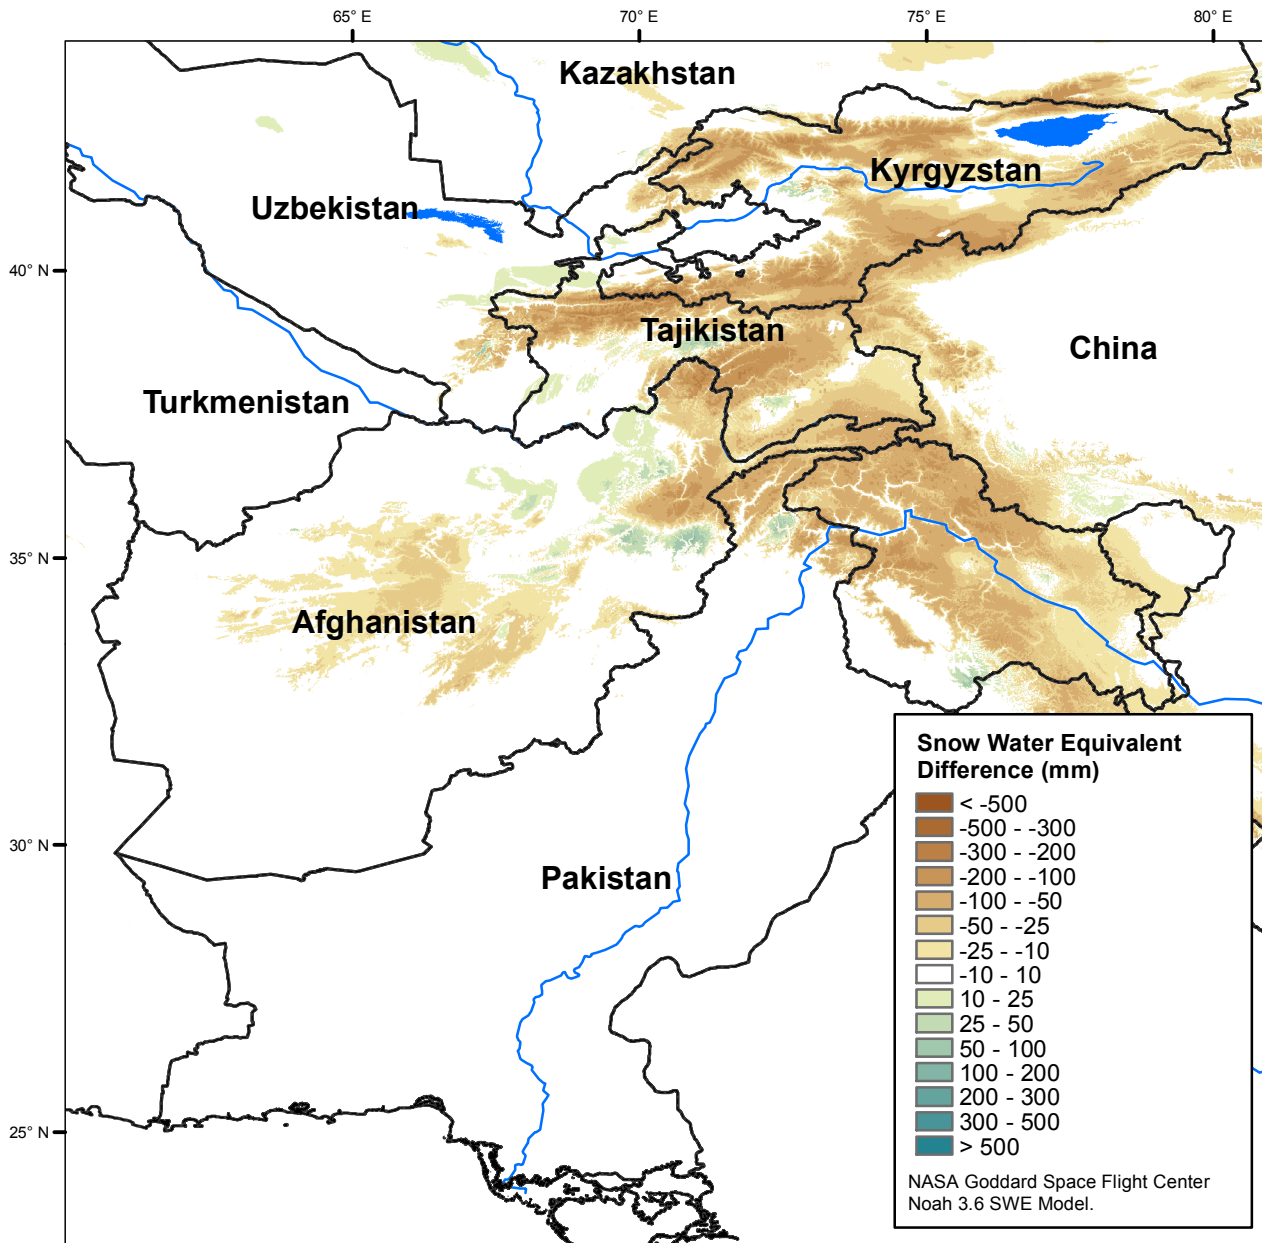 65° E
70° E
75° E
80° E
Kazakhstan
Kyrgyzstan
Uzbekistan
40° N
Tajikistan
China
Turkmenistan
35° N
Afghanistan
30° N
Pakistan
25° N
Snow Water Equivalent
Difference (mm)
< -500
-500 - -300
-300 - -200
-200 - -100
-100 - -50
-50 - -25
-25 - -10
-10 - 10
10 - 25
25 - 50
50 - 100
100 - 200
200 - 300
300 - 500
> 500
NASA Goddard Space Flight Center
Noah 3.6 SWE Model.